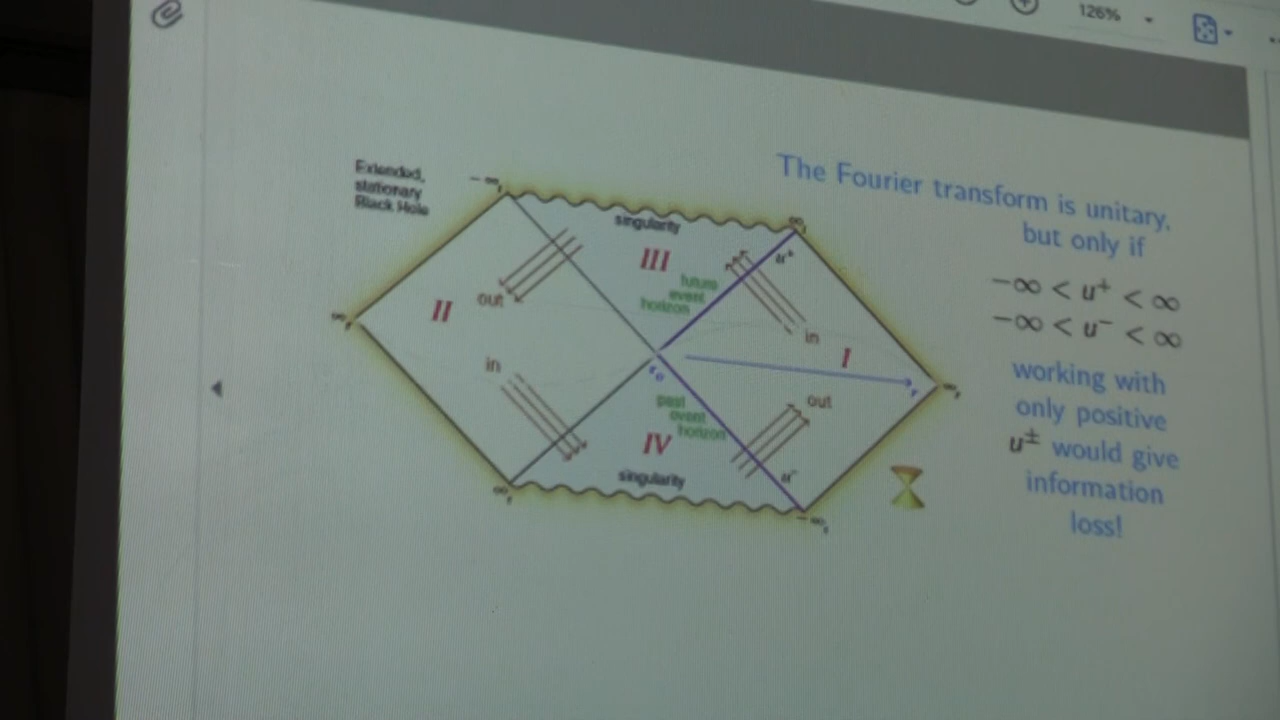 126%
Extended,
stationary
Black Hole
The Fourier transform is unitary,
but only if
−∞ < u⁺ < ∞
−∞ < u⁻ < ∞
working with
only positive
u± would give
information
loss!
singularity
III
future
event
horizon
II
out
in
u⁺
in
I
out
past
event
horizon
IV
u⁻
singularity